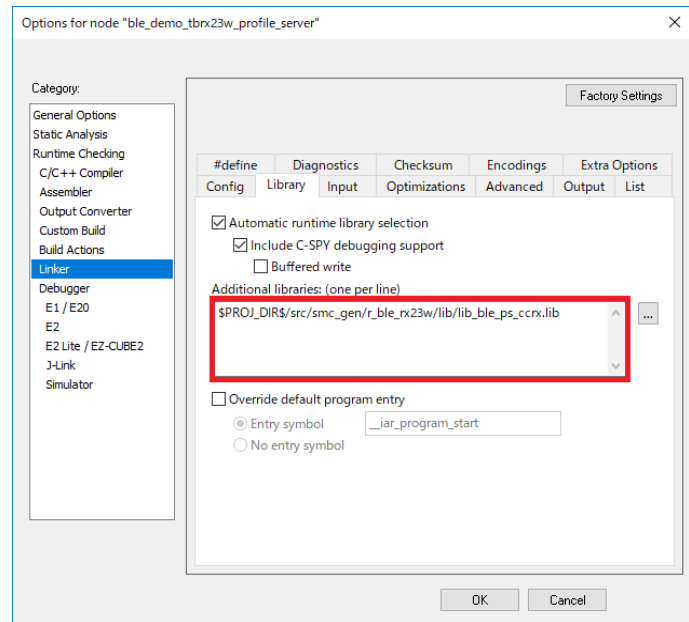 Options for node "ble_demo_tbrx23w_profile_server"
Category:
General Options
Static Analysis
Runtime Checking
C/C++ Compiler
Assembler
Output Converter
Custom Build
Build Actions
Linker
Debugger
E1 / E20
E2
E2 Lite / EZ-CUBE2
J-Link
Simulator
Factory Settings
#define Diagnostics Checksum Encodings Extra Options
Config Library Input Optimizations Advanced Output List
Automatic runtime library selection
Include C-SPY debugging support
Buffered write
Additional libraries: (one per line)
$PROJ_DIR$/src/smc_gen/r_ble_rx23w/lib/lib_ble_ps_ccrx.lib
...
Override default program entry
Entry symbol __iar_program_start
No entry symbol
OK Cancel